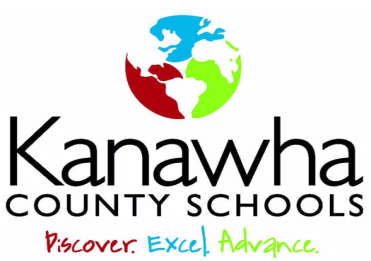 Kanawha
COUNTY SCHOOLS
Discover. Excel. Advance.